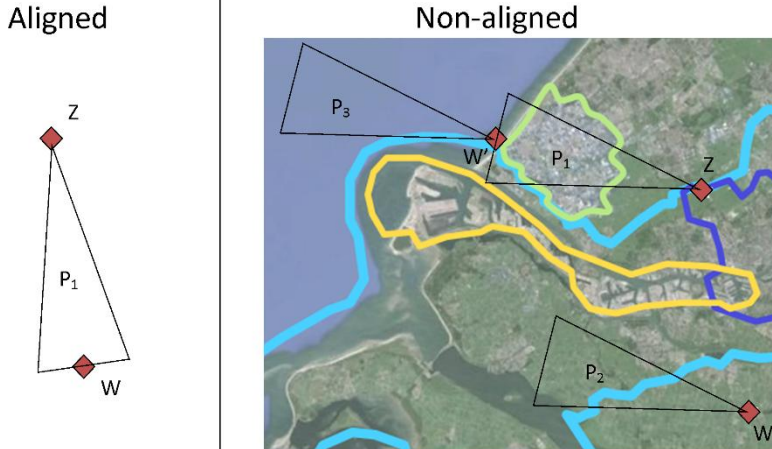 Aligned
Non-aligned
Z
P₁
W
P₃
W'
P₁
Z
P₂
W